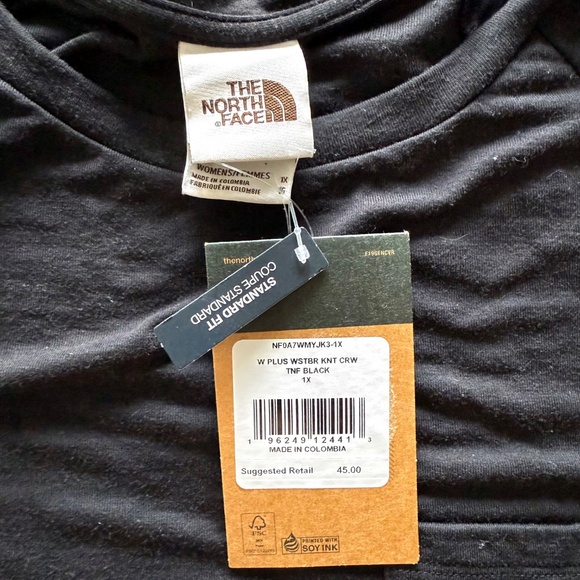 THE
NORTH
FACE
WOMENS/FEMMES
MADE IN COLOMBIA
FABRIQUÉ EN COLOMBIE
1X
STANDARD FIT
COUPE STANDARD
NF0A7WMYJK3-1X
W PLUS WSTBR KNT CRW
TNF BLACK
1X
1 96249 12441 3
MADE IN COLOMBIA
Suggested Retail 45.00
FSC
PRINTED WITH
SOY INK